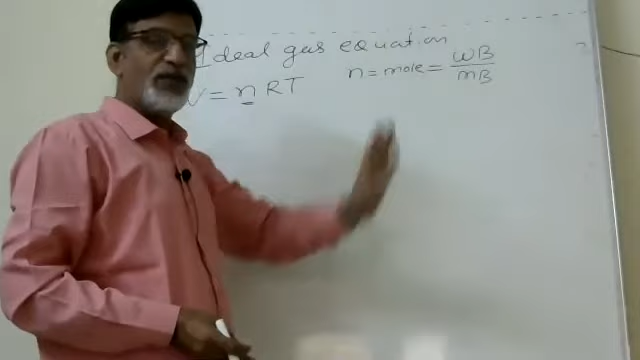 Ideal gas equation
V = n RT
n = mole = WB
mB